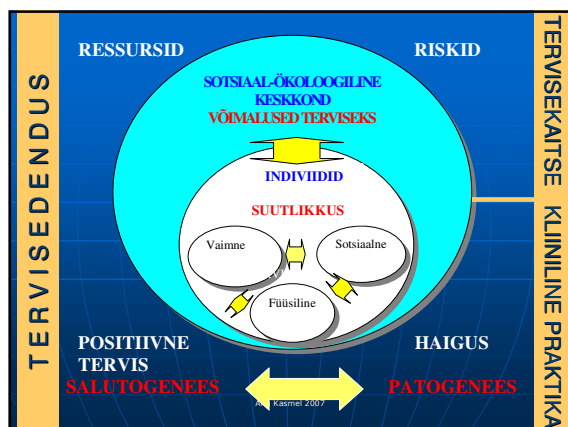 TERVISEDENDUS
RESSURSID
RISKID
SOTSIAAL-ÖKOLOOGILINE
KESKKOND
VÕIMALUSED TERVISEKS
INDIVIIDID
SUUTLIKKUS
Vaimne
Sotsiaalne
Füüsiline
POSITIIVNE
TERVIS
HAIGUS
SALUTOGENEES
PATOGENEES
Kasmel 2007
TERVISEKAITSE KLIINILINE PRAKTIKA